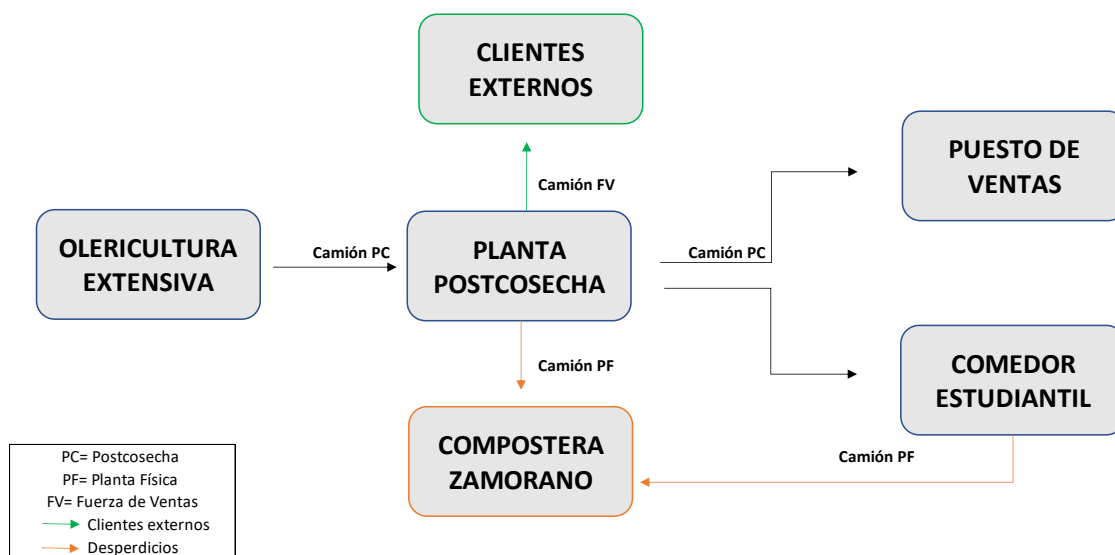 CLIENTES
EXTERNOS
Camión FV
PUESTO DE
VENTAS
OLERICULTURA
EXTENSIVA
Camión PC
PLANTA
POSTCOSECHA
Camión PC
Camión PF
COMEDOR
ESTUDIANTIL
COMPOSTERA
ZAMORANO
Camión PF
PC= Postcosecha
PF= Planta Física
FV= Fuerza de Ventas
Clientes externos
Desperdicios